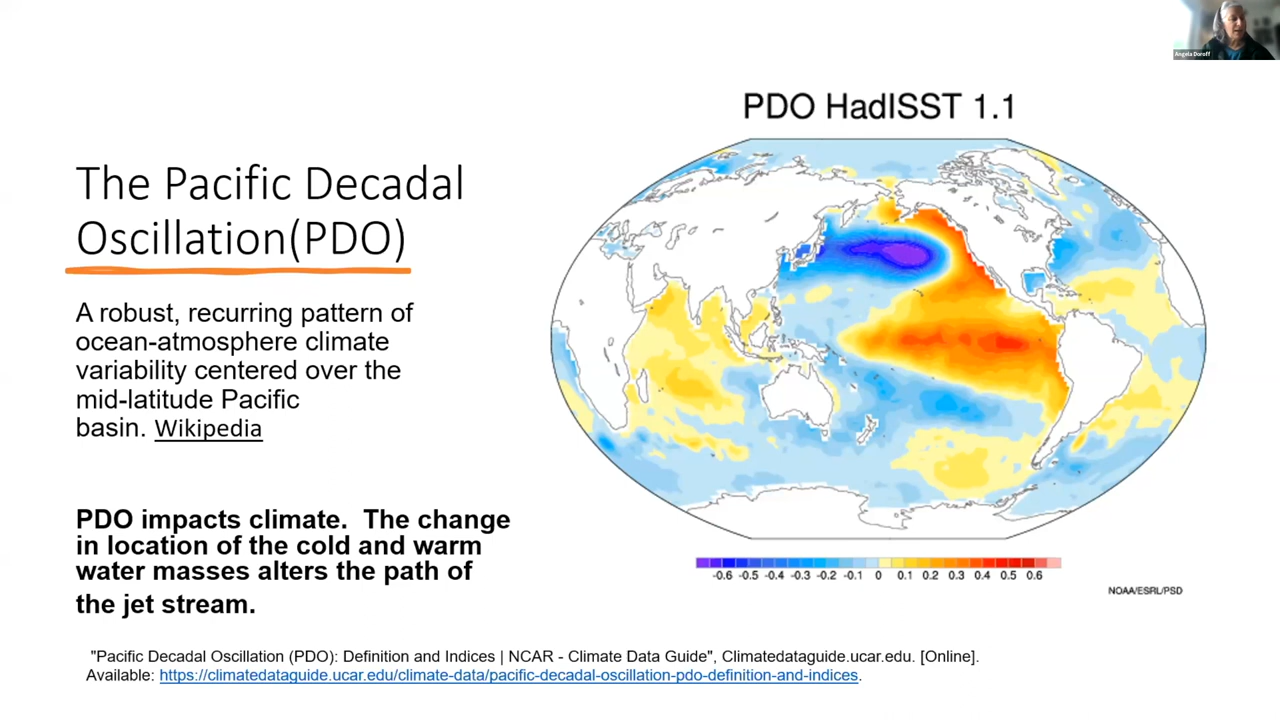 Angela Doroff
PDO HadISST 1.1
The Pacific Decadal
Oscillation(PDO)
A robust, recurring pattern of
ocean-atmosphere climate
variability centered over the
mid-latitude Pacific
basin. Wikipedia
PDO impacts climate.  The change
in location of the cold and warm
water masses alters the path of
the jet stream.
-0.6 -0.5 -0.4 -0.3 -0.2 -0.1 0 0.1 0.2 0.3 0.4 0.5 0.6
NOAA/ESRL/PSD
"Pacific Decadal Oscillation (PDO): Definition and Indices | NCAR - Climate Data Guide", Climatedataguide.ucar.edu. [Online].
Available: https://climatedataguide.ucar.edu/climate-data/pacific-decadal-oscillation-pdo-definition-and-indices.